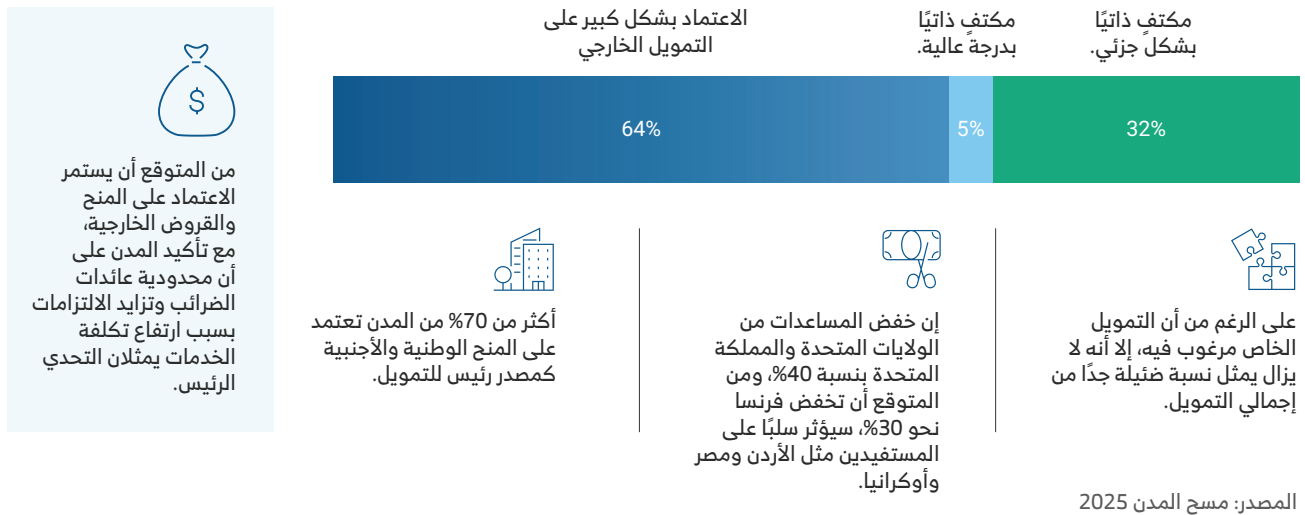 مكتفٍ ذاتيًا
بشكل جزئي.
مكتفٍ ذاتيًا
بدرجةٍ عالية.
الاعتماد بشكل كبير على
التمويل الخارجي
32%
5%
64%
على الرغم من أن التمويل
الخاص مرغوب فيه، إلا أنه لا
يزال يمثل نسبة ضئيلة جدًا من
إجمالي التمويل.
إن خفض المساعدات من
الولايات المتحدة والمملكة
المتحدة بنسبة 40%، ومن
المتوقع أن تخفض فرنسا
نحو 30%، سيؤثر سلبًا على
المستفيدين مثل الأردن ومصر
وأوكرانيا.
أكثر من 70% من المدن تعتمد
على المنح الوطنية والأجنبية
كمصدر رئيس للتمويل.
$
من المتوقع أن يستمر
الاعتماد على المنح
والقروض الخارجية،
مع تأكيد المدن على
أن محدودية عائدات
الضرائب وتزايد الالتزامات
بسبب ارتفاع تكلفة
الخدمات يمثلان التحدي
الرئيس.
المصدر: مسح المدن 2025